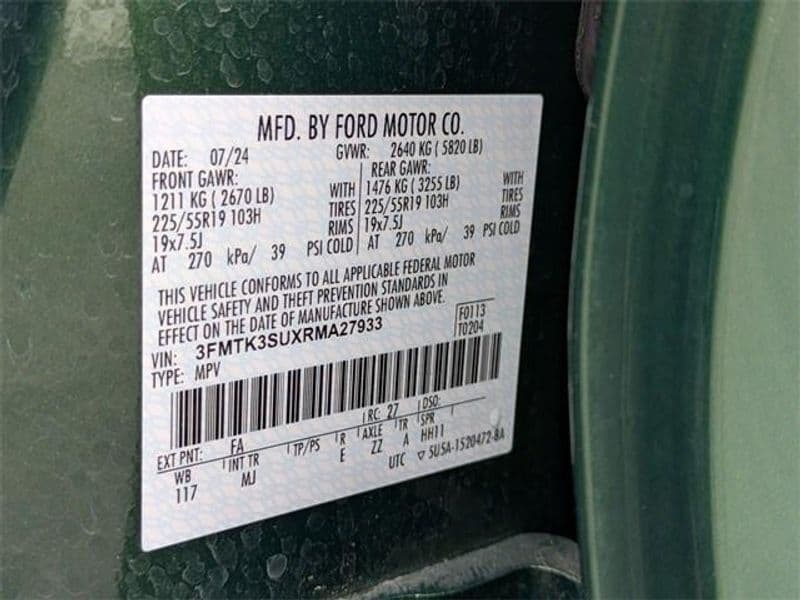 MFD. BY FORD MOTOR CO.
DATE: 07/24 GVWR: 2640 KG ( 5820 LB)
FRONT GAWR: REAR GAWR:
1211 KG ( 2670 LB) WITH 1476 KG ( 3255 LB) WITH
225/55R19 103H TIRES 225/55R19 103H TIRES
19x7.5J RIMS 19x7.5J RIMS
AT 270 kPa/ 39 PSI COLD AT 270 kPa/ 39 PSI COLD
THIS VEHICLE CONFORMS TO ALL APPLICABLE FEDERAL MOTOR
VEHICLE SAFETY AND THEFT PREVENTION STANDARDS IN
EFFECT ON THE DATE OF MANUFACTURE SHOWN ABOVE.
F0113
T0204
VIN: 3FMTK3SUXRMA27933
TYPE: MPV
EXT PNT: FA RC: 27 DSO:
WB INT TR TP/PS R AXLE TR SPR
117 MJ E ZZ A HH11
UTC ▽ 5U5A-1520472-BA